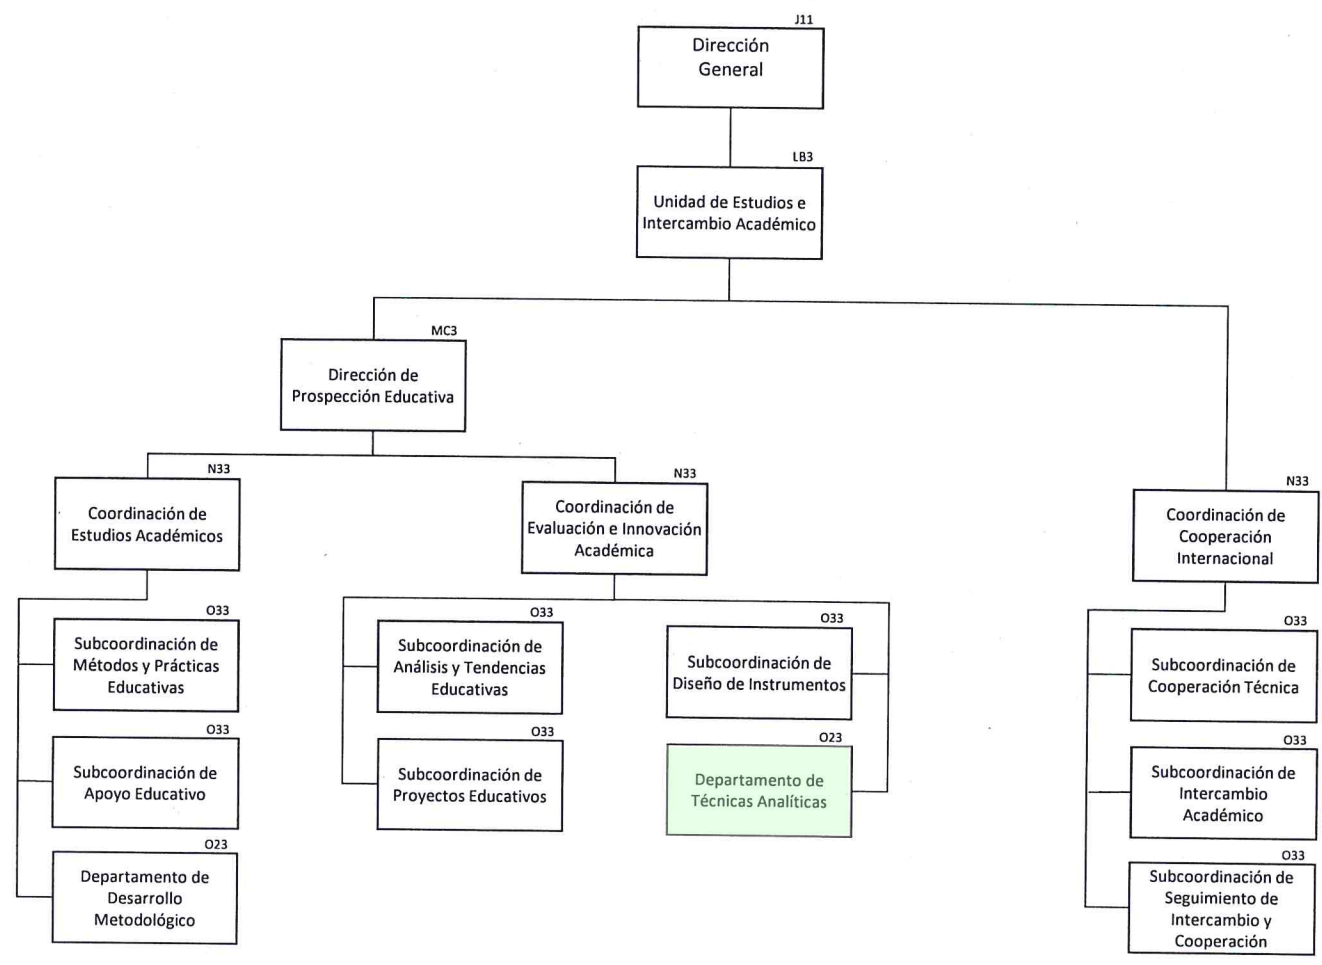 J11
Dirección
General
LB3
Unidad de Estudios e
Intercambio Académico
MC3
Dirección de
Prospección Educativa
N33
Coordinación de
Estudios Académicos
N33
Coordinación de
Evaluación e Innovación
Académica
N33
Coordinación de
Cooperación
Internacional
O33
Subcoordinación de
Métodos y Prácticas
Educativas
O33
Subcoordinación de
Apoyo Educativo
O23
Departamento de
Desarrollo
Metodológico
O33
Subcoordinación de
Análisis y Tendencias
Educativas
O33
Subcoordinación de
Proyectos Educativos
O33
Subcoordinación de
Diseño de Instrumentos
O23
Departamento de
Técnicas Analíticas
O33
Subcoordinación de
Cooperación Técnica
O33
Subcoordinación de
Intercambio
Académico
O33
Subcoordinación de
Seguimiento de
Intercambio y
Cooperación